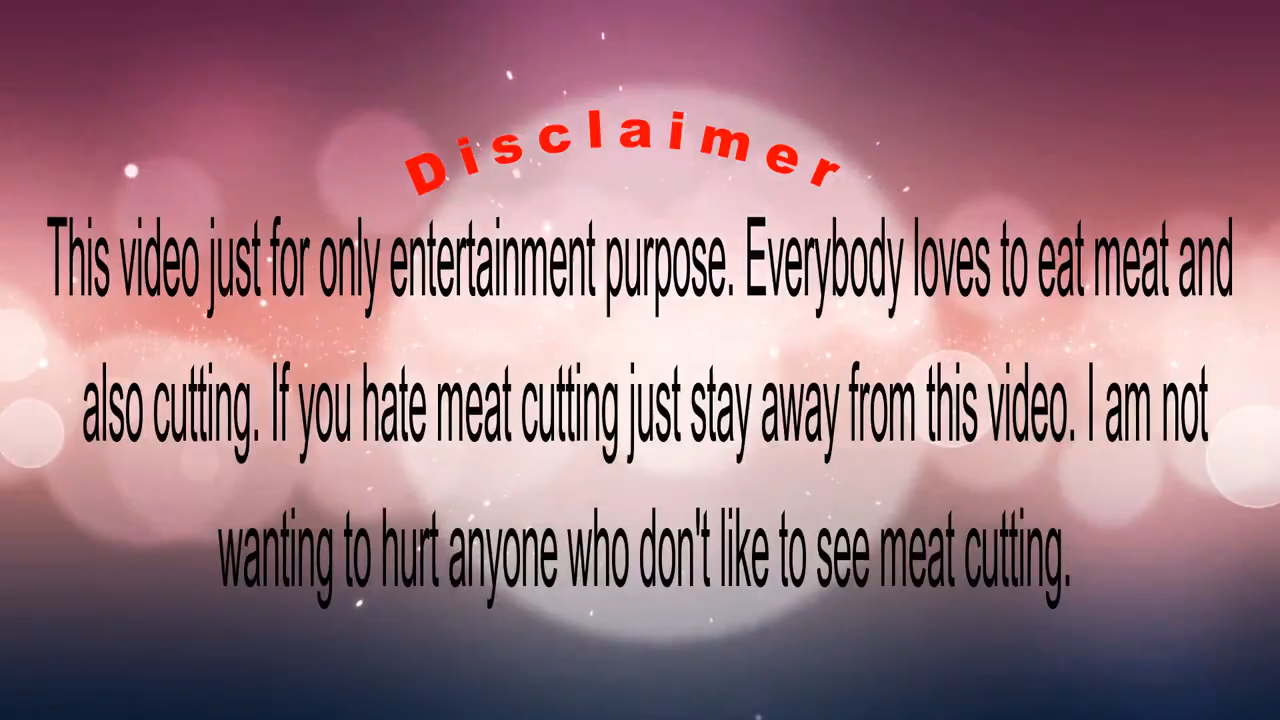 Disclaimer
This video just for only entertainment purpose. Everybody loves to eat meat and
also cutting. If you hate meat cutting just stay away from this video. I am not
wanting to hurt anyone who don't like to see meat cutting.